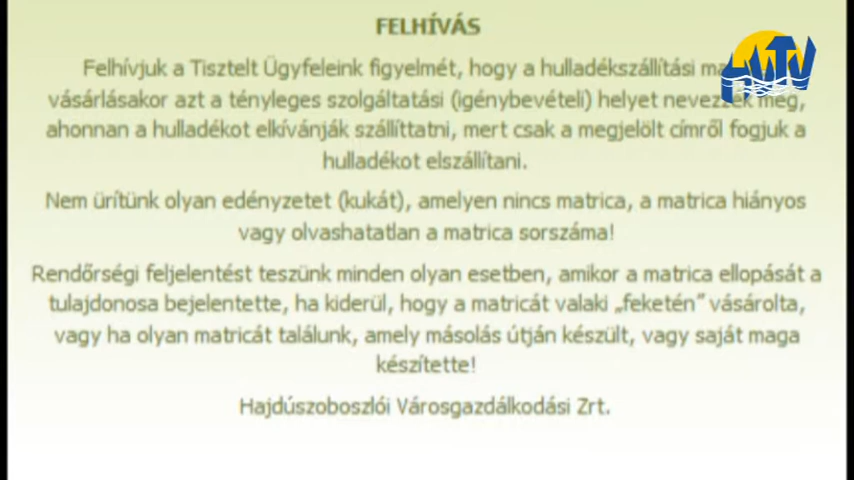 FELHÍVÁS
Felhívjuk a Tisztelt Ügyfeleink figyelmét, hogy a hulladékszállítási
vásárlásakor azt a tényleges szolgáltatási (igénybevételi) helyet nevezzék meg,
ahonnan a hulladékot elkívánják szállíttatni, mert csak a megjelölt címről fogjuk a
hulladékot elszállítani.
Nem ürítünk olyan edényzetet (kukát), amelyen nincs matrica, a matrica hiányos
vagy olvashatatlan a matrica sorszáma!
Rendőrségi feljelentést teszünk minden olyan esetben, amikor a matrica ellopását a
tulajdonosa bejelentette, ha kiderül, hogy a matricát valaki „feketén” vásárolta,
vagy ha olyan matricát találunk, amely másolás útján készült, vagy saját maga
készítette!
Hajdúszoboszlói Városgazdálkodási Zrt.